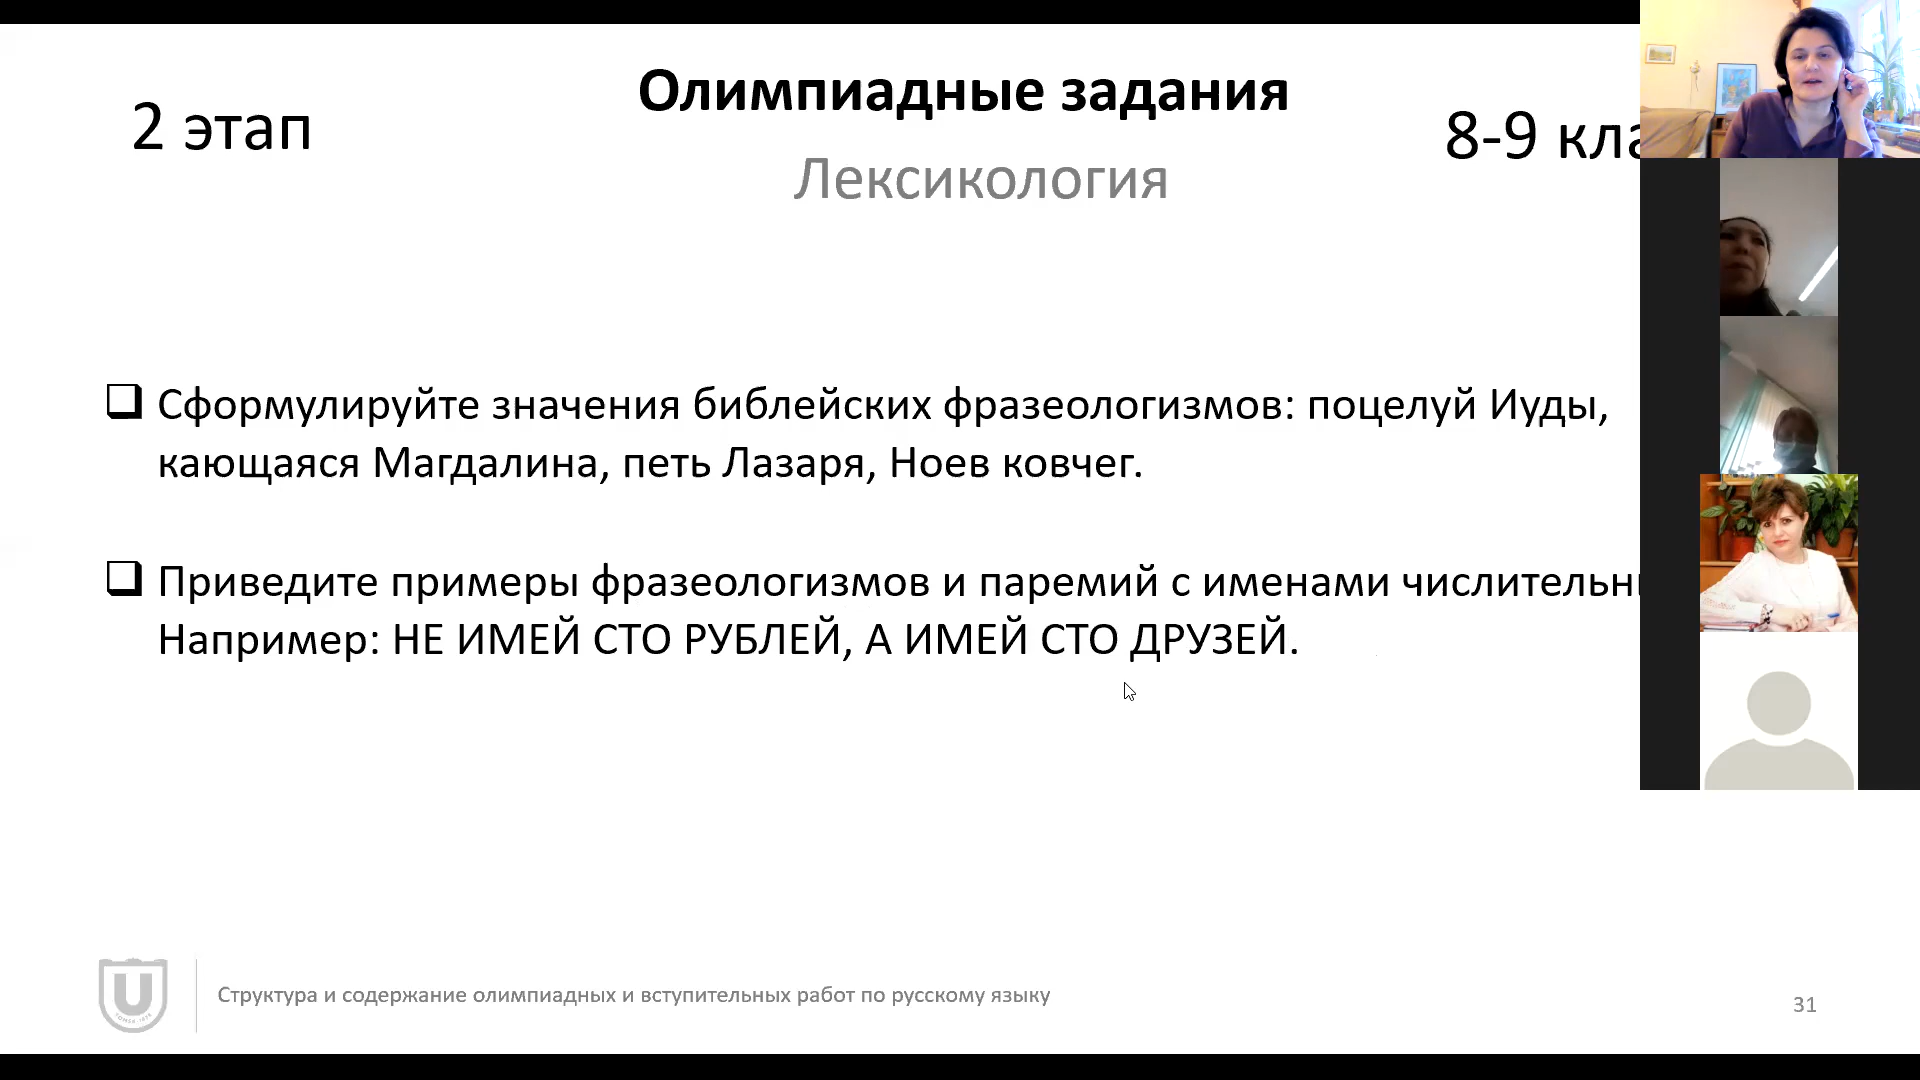 2 этап
Олимпиадные задания
8-9
Лексикология
Сформулируйте значения библейских фразеологизмов: поцелуй Иуды,
кающаяся Магдалина, петь Лазаря, Ноев ковчег.
Приведите примеры фразеологизмов и паремий с именами
Например: НЕ ИМЕЙ СТО РУБЛЕЙ, А ИМЕЙ СТО ДРУЗЕЙ.
Структура и содержание олимпиадных и вступительных работ по русскому языку
31